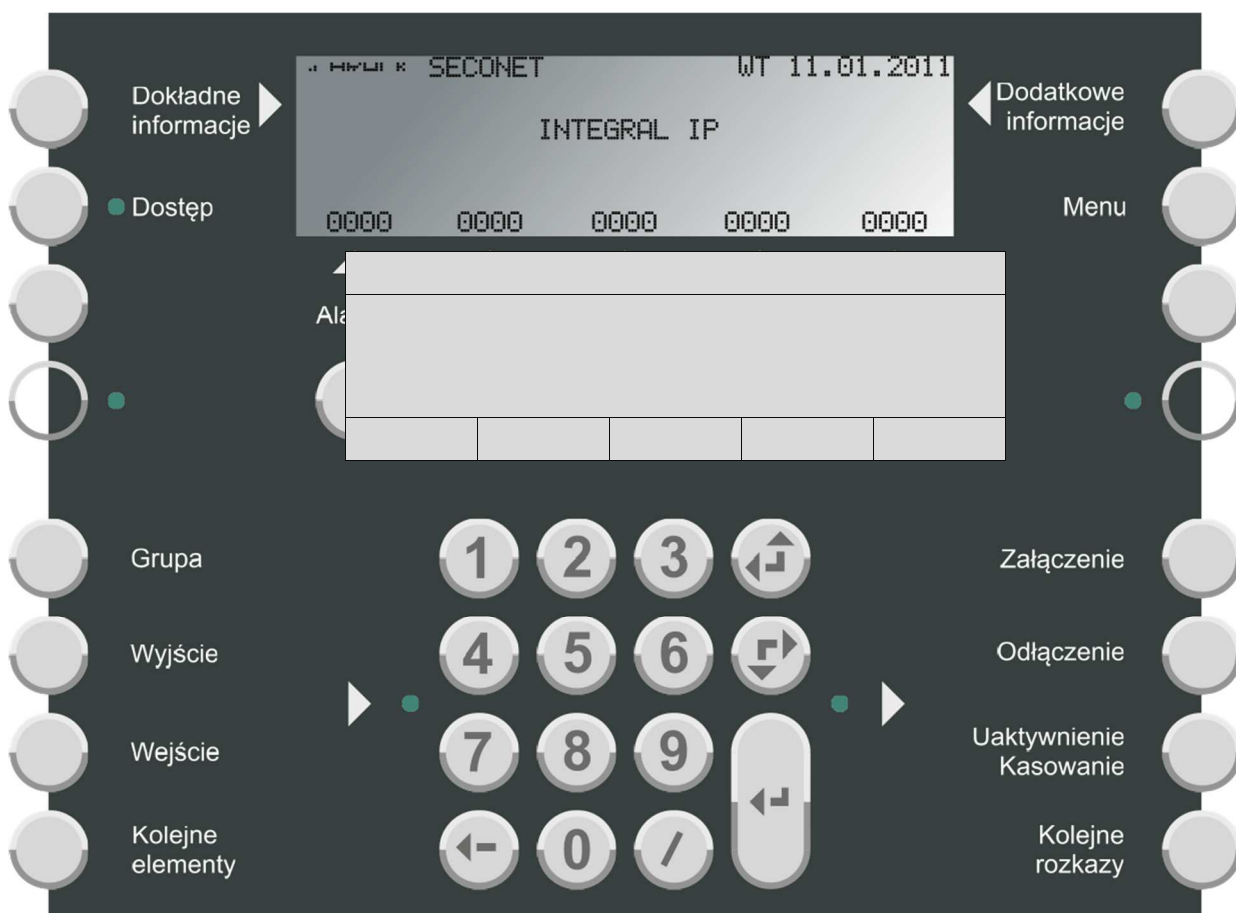 SECONET WT 11.01.2011
INTEGRAL IP
0000 0000 0000 0000 0000
Dokładne
informacje
Dostęp
Dodatkowe
informacje
Menu
Grupa
Wyjście
Wejście
Kolejne
elementy
1 2 3
4 5 6
7 8 9
0 /
Załączenie
Odłączenie
Uaktywnienie
Kasowanie
Kolejne
rozkazy